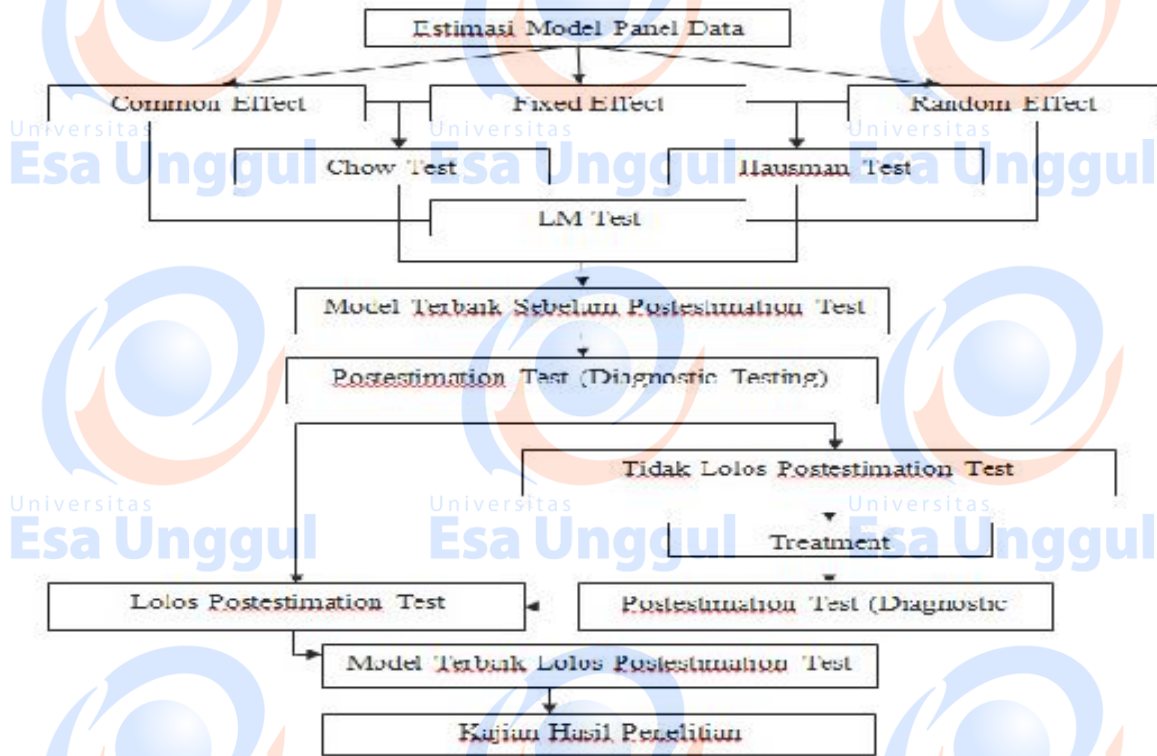 Estimasi Model Panel Data
Common Effect
Fixed Effect
Random Effect
Universitas
Esa Unggul
Universitas
Esa Unggul
Universitas
Esa Unggul
Chow Test
Hausman Test
LM Test
Model Terbaik Sebelum Postestimation Test
Postestimation Test (Diagnostic Testing)
Tidak Lolos Postestimation Test
Universitas
Esa Unggul
Universitas
Esa Unggul
Universitas
Esa Unggul
Treatment
Lolos Postestimation Test
Postestimation Test (Diagnostic
Model Terbaik Lolos Postestimation Test
Kajian Hasil Penelitian